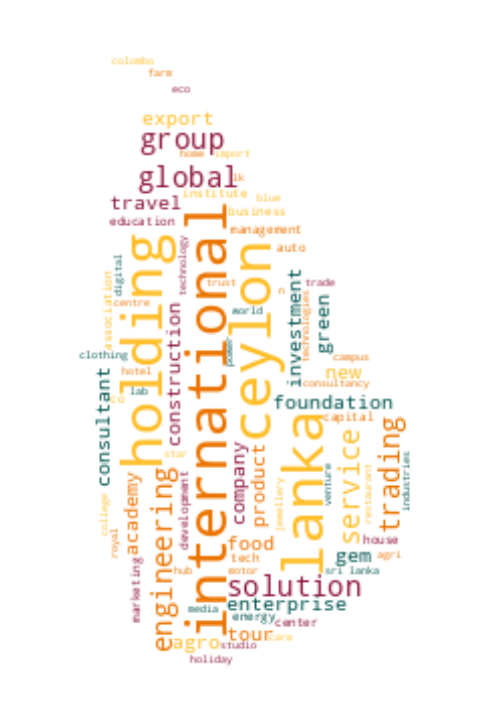 colombo
farm
eco
export
group
home import
global lk
institute
travel blue
business
education
management
international
holding
ceylon
technology
auto
digital
association
trust
trade
investment
n
technologies
green
centre
world
construction
power
clothing
campus
hotel
new
consultant
consultancy
lab
co
foundation
lanka
capital
trading
service
company
product
star
industries
restaurant
venture
engineering
academy
development
jewellery
college
royal
food
house
tech
gem agri
marketing
hub
motor
sri lanka
solution
media
enterprise
energy
center
tour
care
agro
studio
holiday